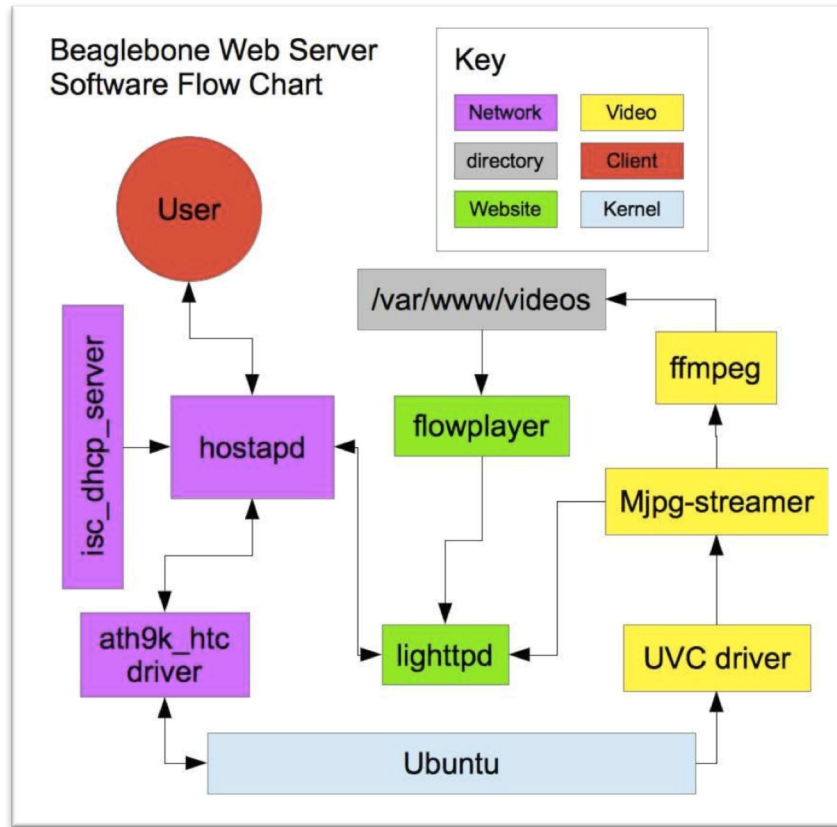 Beaglebone Web Server
Software Flow Chart
Key
Network
Video
directory
Client
Website
Kernel
User
/var/www/videos
isc_dhcp_server
hostapd
flowplayer
ffmpeg
Mjpg-streamer
ath9k_htc
driver
lighttpd
UVC driver
Ubuntu